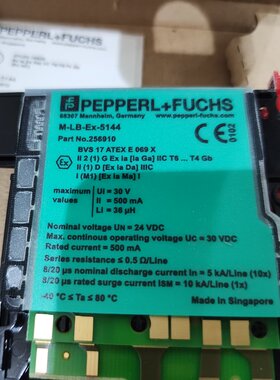 PEPPERL+FUCHS
68307 Mannheim, Germany
www.pepperl-fuchs.com
M-LB-Ex-5144
Part No.256910
BVS 17 ATEX E 069 X
CE 0102
Ex
II 2 (1) G Ex ia [ia Ga] IIC T6 ... T4 Gb
II (1) D [Ex ia Da] IIIC
I (M1) [Ex ia Ma] I
maximum values
Ui = 30 V
Ii = 500 mA
Li = 36 µH
Nominal voltage UN = 24 VDC
Max. continous operating voltage UC = 30 VDC
Rated current = 500 mA
Series resistance ≤ 0.5 Ω/Line
8/20 µs nominal discharge current In = 5 kA/Line (10x)
8/20 µs surge rated current ISM = 10 kA/Line (1x)
-40 °C ≤ Ta ≤ 80 °C
Made in Singapore